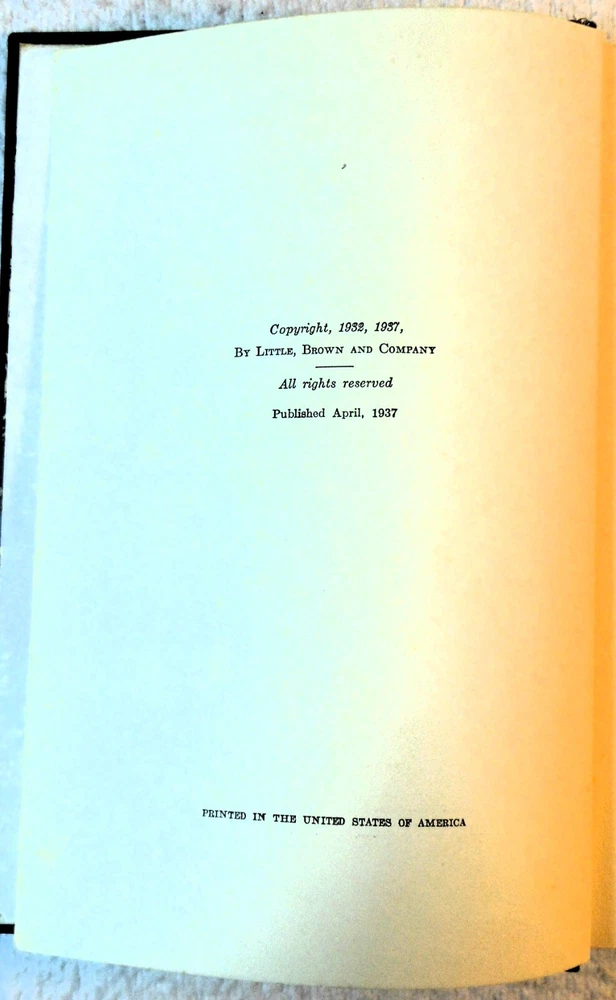 Copyright, 1932, 1937,
By Little, Brown and Company
All rights reserved
Published April, 1937
PRINTED IN THE UNITED STATES OF AMERICA